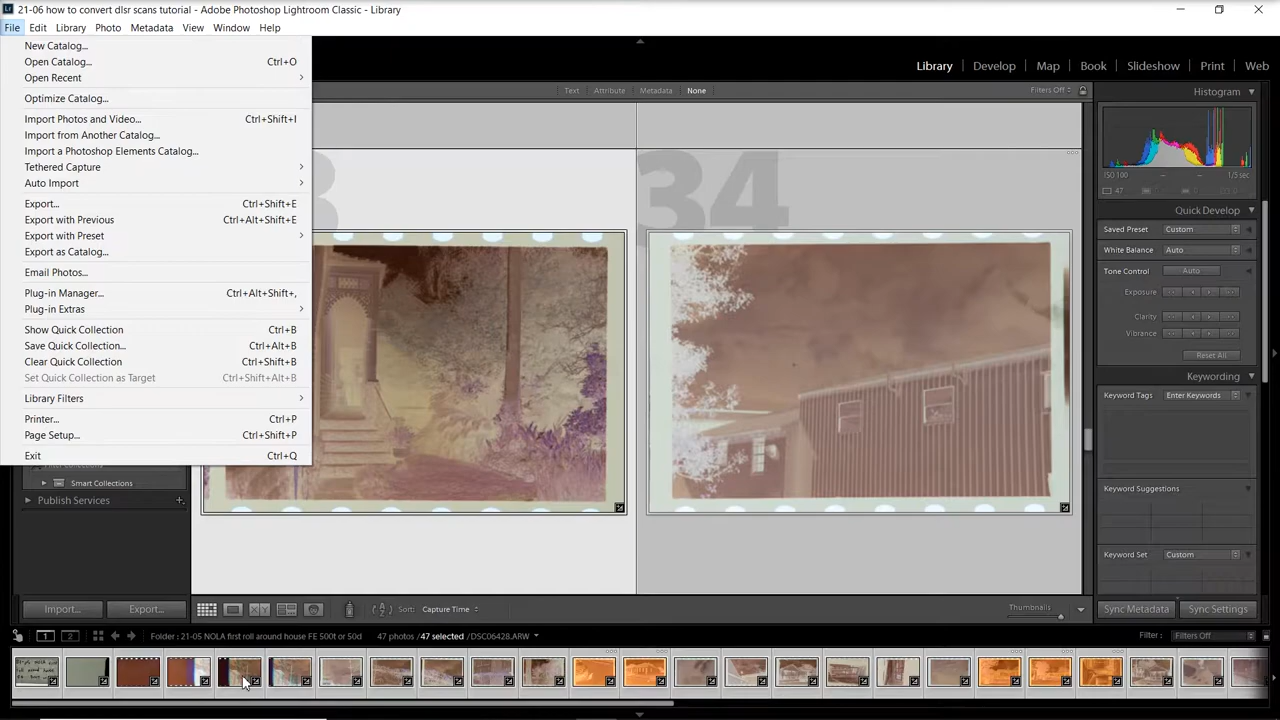 21-06 how to convert dlsr scans tutorial - Adobe Photoshop Lightroom Classic - Library
File Edit Library Photo Metadata View Window Help
New Catalog...
Open Catalog... Ctrl+O
Open Recent
Optimize Catalog...
Import Photos and Video... Ctrl+Shift+I
Import from Another Catalog...
Import a Photoshop Elements Catalog...
Tethered Capture
Auto Import
Export... Ctrl+Shift+E
Export with Previous Ctrl+Alt+Shift+E
Export with Preset
Export as Catalog...
Email Photos...
Plug-in Manager... Ctrl+Alt+Shift+,
Plug-in Extras
Show Quick Collection Ctrl+B
Save Quick Collection... Ctrl+Alt+B
Clear Quick Collection Ctrl+Shift+B
Set Quick Collection as Target Ctrl+Shift+Alt+B
Library Filters
Printer... Ctrl+P
Page Setup... Ctrl+Shift+P
Exit Ctrl+Q
Smart Collections
Publish Services
Import... Export...
Library Develop Map Book Slideshow Print Web
Text Attribute Metadata None Filters Off
34
Sort: Capture Time
Thumbnails
Histogram
ISO 100 1/5 sec
47
Quick Develop
Saved Preset Custom
White Balance Auto
Tone Control Auto
Exposure
Clarity
Vibrance
Reset All
Keywording
Keyword Tags Enter Keywords
Keyword Suggestions
Keyword Set Custom
Sync Metadata Sync Settings
1 2 Folder : 21-05 NOLA first roll around house FE 500t or 50d 47 photos / 47 selected / DSC06428.ARW Filter : Filters Off